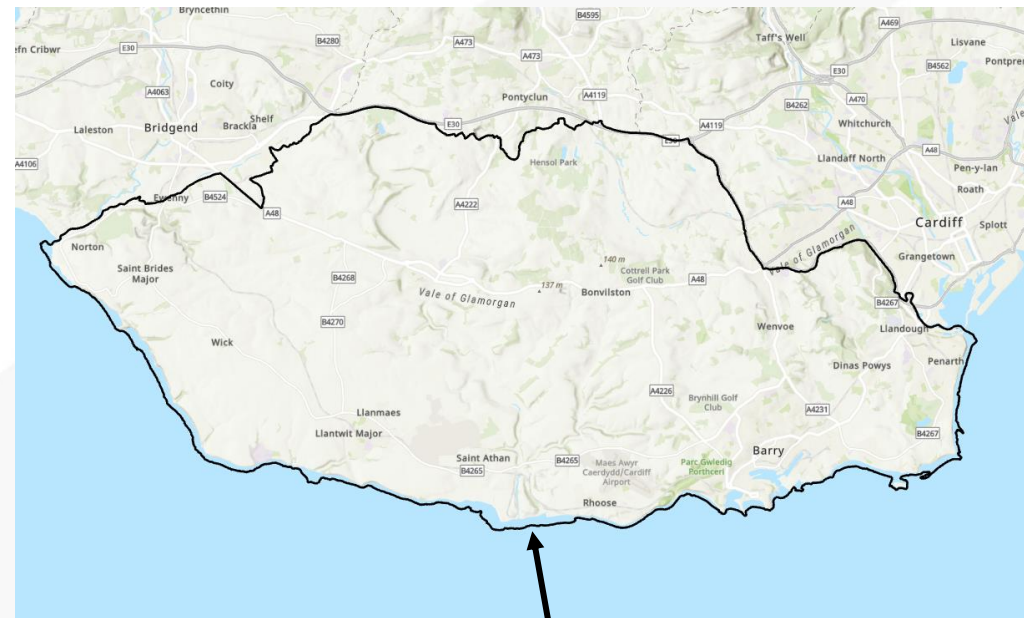 Bryncethin
B4595
A469
Taff's Well
Lisvane
efn Cribwr
E30
B4280
A473
A473
E30
B4562
Pontpren
Coity
A4063
Pontyclun
A4119
B4262
A470
Shelf
Laleston
Bridgend
Brackla
E30
A4119
Whitchurch
Vale of
A4106
Hensol Park
E30
Llandaff North
A48
Pen-y-lan
Ewenny
B4524
A4222
A48
Roath
A48
Cardiff
Splott
Norton
Vale of Glamorgan
Grangetown
Saint Brides
Major
B4268
140 m
Cottrell Park
Golf Club
A48
137 m
Vale of Glamorgan
Bonvilston
B4267
B4270
Wenvoe
Llandough
Wick
Dinas Powys
Penarth
A4226
Brynhill Golf
Club
Llanmaes
A4231
Llantwit Major
B4267
Saint Athan
B4265
B4265
Maes Awyr
Caerdydd/Cardiff
Airport
Parc Gwledig
Porthceri
Barry
Rhoose